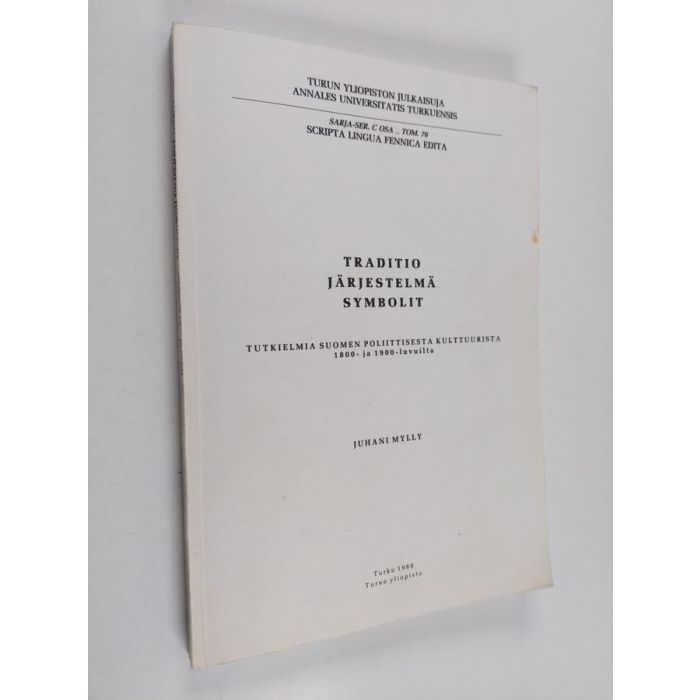 TURUN YLIOPISTON JULKAISUJA
ANNALES UNIVERSITATIS TURKUENSIS
SARJA-SER. C OSA .. TOM. 76
SCRIPTA LINGUA FENNICA EDITA
TRADITIO
JÄRJESTELMÄ
SYMBOLIT
TUTKIELMIA SUOMEN POLIITTISESTA KULTTUURISTA
1800- ja 1900-luvuilta
JUHANI MYLLY
Turku 1989
Turun yliopisto